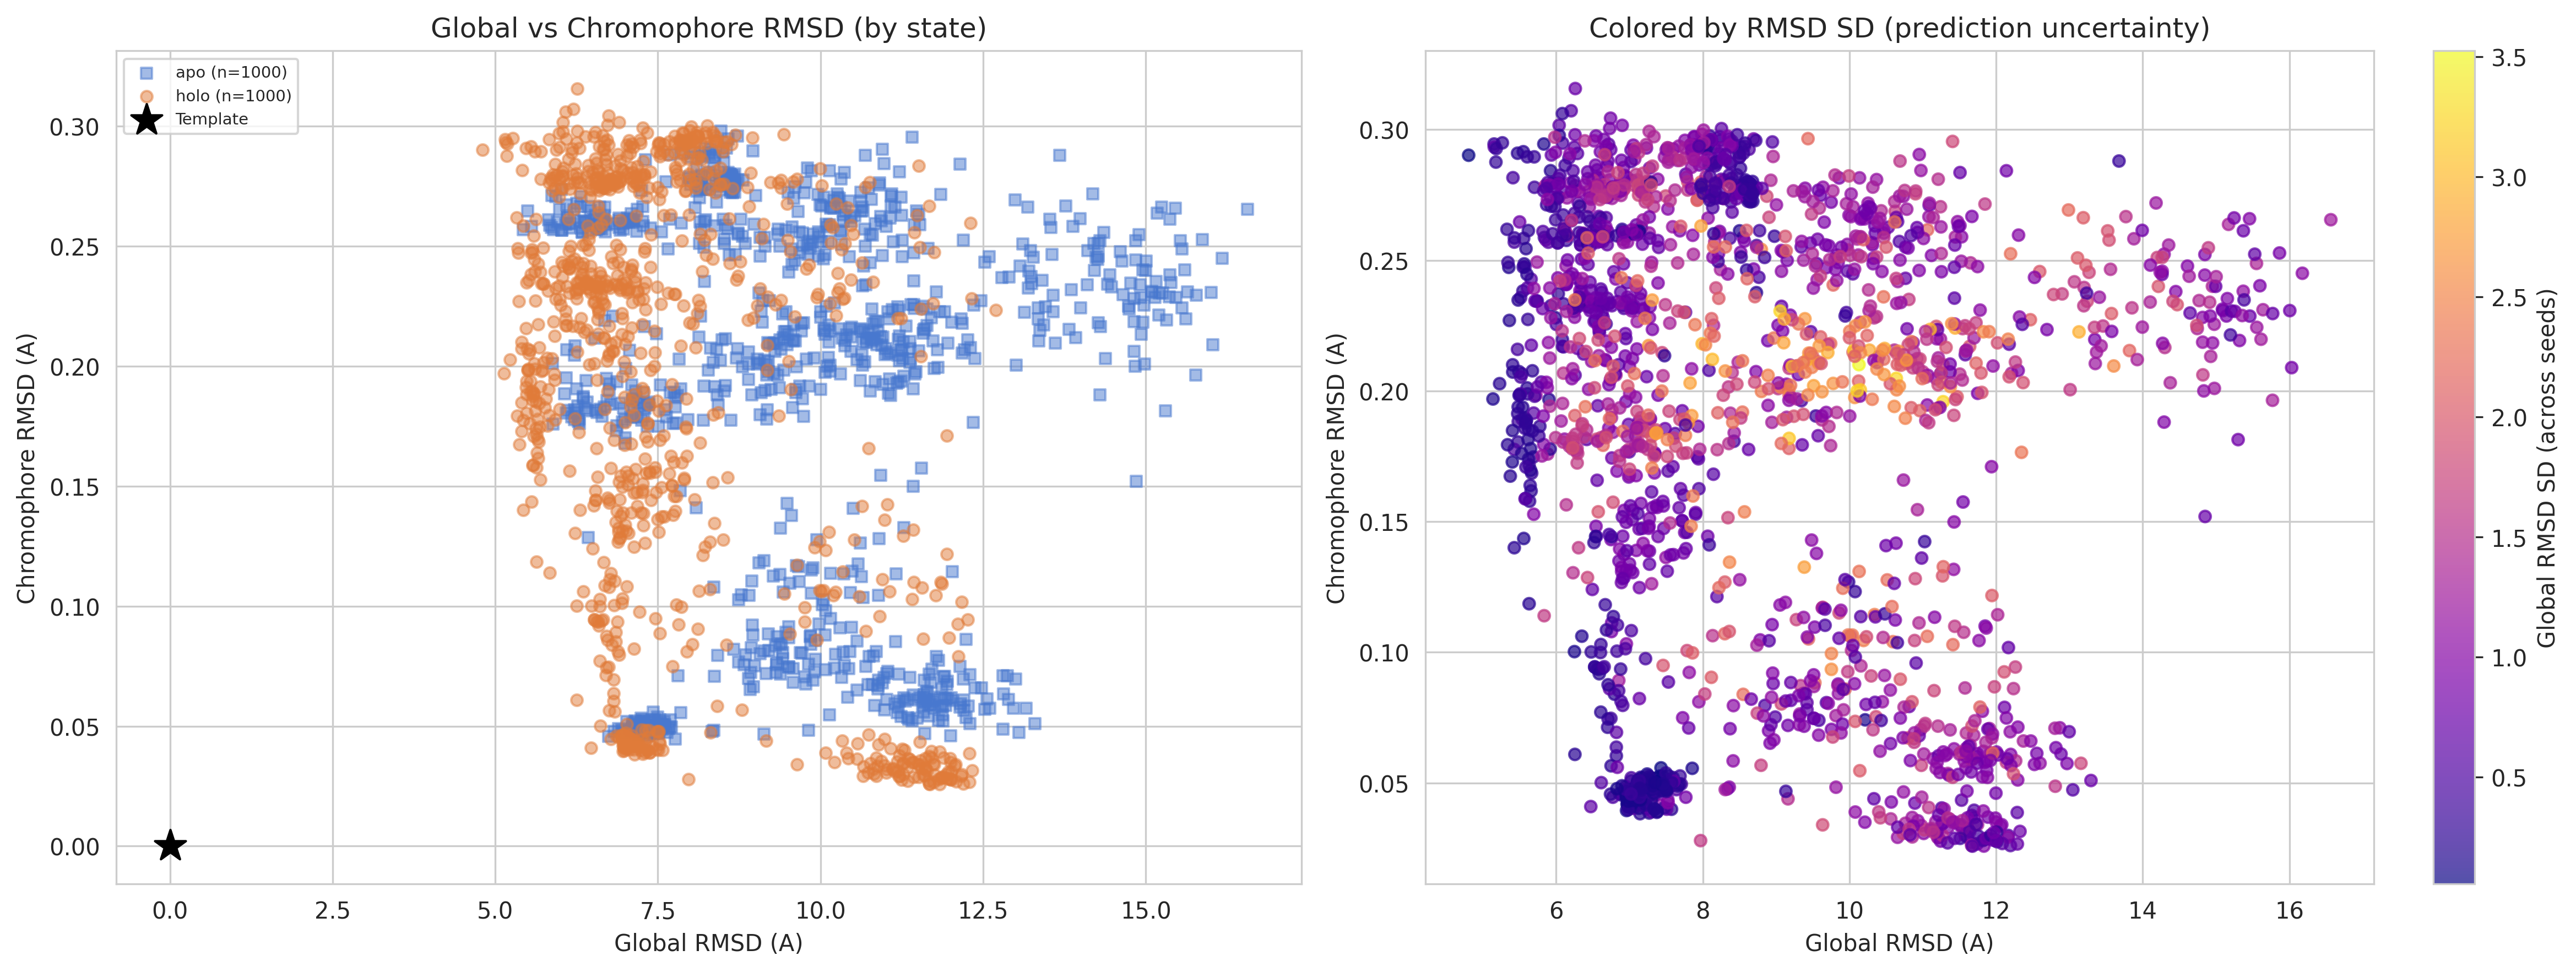 Global vs Chromophore RMSD (by state)
apo (n=1000)
holo (n=1000)
Template
0.30
0.25
0.20
0.15
0.10
0.05
0.00
Chromophore RMSD (A)
0.0 2.5 5.0 7.5 10.0 12.5 15.0
Global RMSD (A)
Colored by RMSD SD (prediction uncertainty)
0.30
0.25
0.20
0.15
0.10
0.05
Chromophore RMSD (A)
6 8 10 12 14 16
Global RMSD (A)
3.5
3.0
2.5
2.0
1.5
1.0
0.5
Global RMSD SD (across seeds)